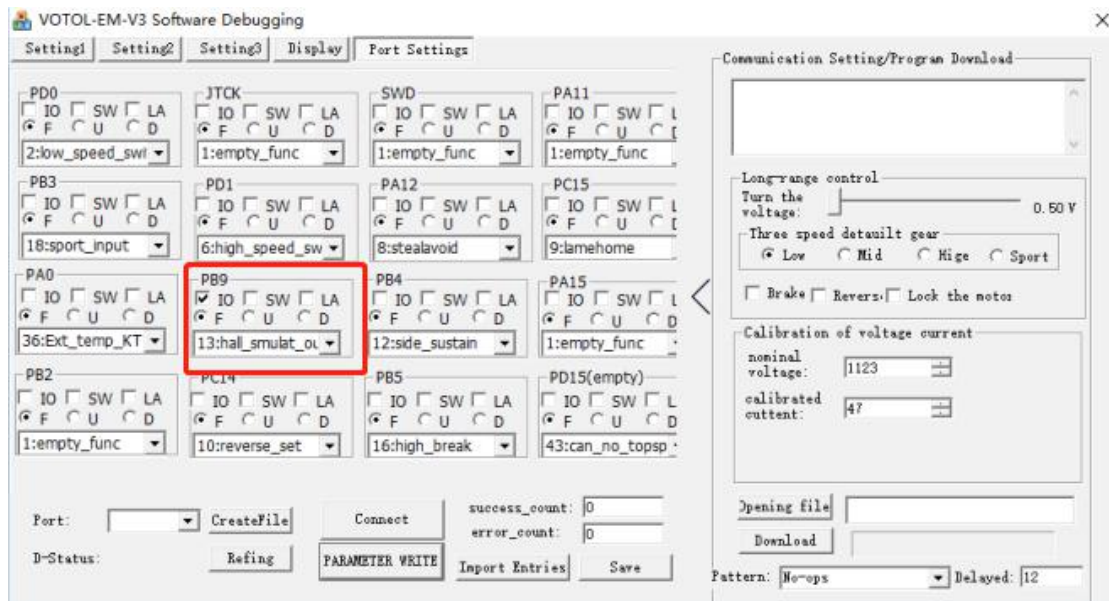 VOTOL-EM-V3 Software Debugging
Setting1 Setting2 Setting3 Display Port Settings
PD0 JTCK SWD PA11
IO SW LA IO SW LA IO SW LA IO SW L
F U D F U D F U D F U D
2:low_speed_swi 1:empty_func 1:empty_func 1:empty_func
PB3 PD1 PA12 PC15
IO SW LA IO SW LA IO SW LA IO SW L
F U D F U D F U D F U D
18:sport_input 6:high_speed_sw 8:stealavoid 9:lamehome
PA0 PB9 PB4 PA15
IO SW LA IO SW LA IO SW LA IO SW L
F U D F U D F U D F U D
36:Ext_temp_KT 13:hall_smulat_ou 12:side_sustain 1:empty_func
PB2 PC14 PB5 PD15(empty)
IO SW LA IO SW LA IO SW LA IO SW L
F U D F U D F U D F U D
1:empty_func 10:reverse_set 16:high_break 43:can_no_topsp
Port: CreateFile Connect success_count: 0
error_count: 0
D-Status: Refing PARAMETER WRITE Import Entries Save
Communication Setting/Program Download
Long-range control
Turn the
voltage: 0.50 V
Three speed detauilt gear
Low Mid Hige Sport
Brake Revers. Lock the motor
Calibration of voltage current
nominal
voltage: 1123
calibrated
cuttent: 47
Opening file
Download
Pattern: No-ops Delayed: 12